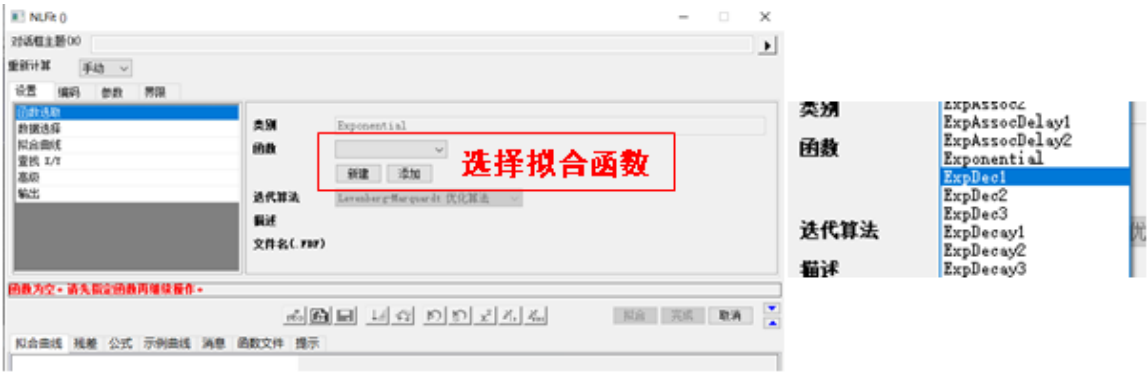 NLFit ()
对话框主题(X)
重新计算 手动
设置 编码 参数 界限
函数选取
数据选择
拟合曲线
查找 X/Y
高级
输出
类别 Exponential
函数
新建 添加
选择拟合函数
迭代算法 Levenberg-Marquardt 优化算法
描述
文件名(.FDF)
函数为空。请先指定函数再继续操作。
拟合 完成 取消
拟合曲线 残差 公式 示例曲线 消息 函数文件 提示
类别
函数
迭代算法
描述
ExpAssoc2
ExpAssocDelay1
ExpAssocDelay2
Exponential
ExpDec1
ExpDec2
ExpDec3
ExpDecay1
ExpDecay2
ExpDecay3
优